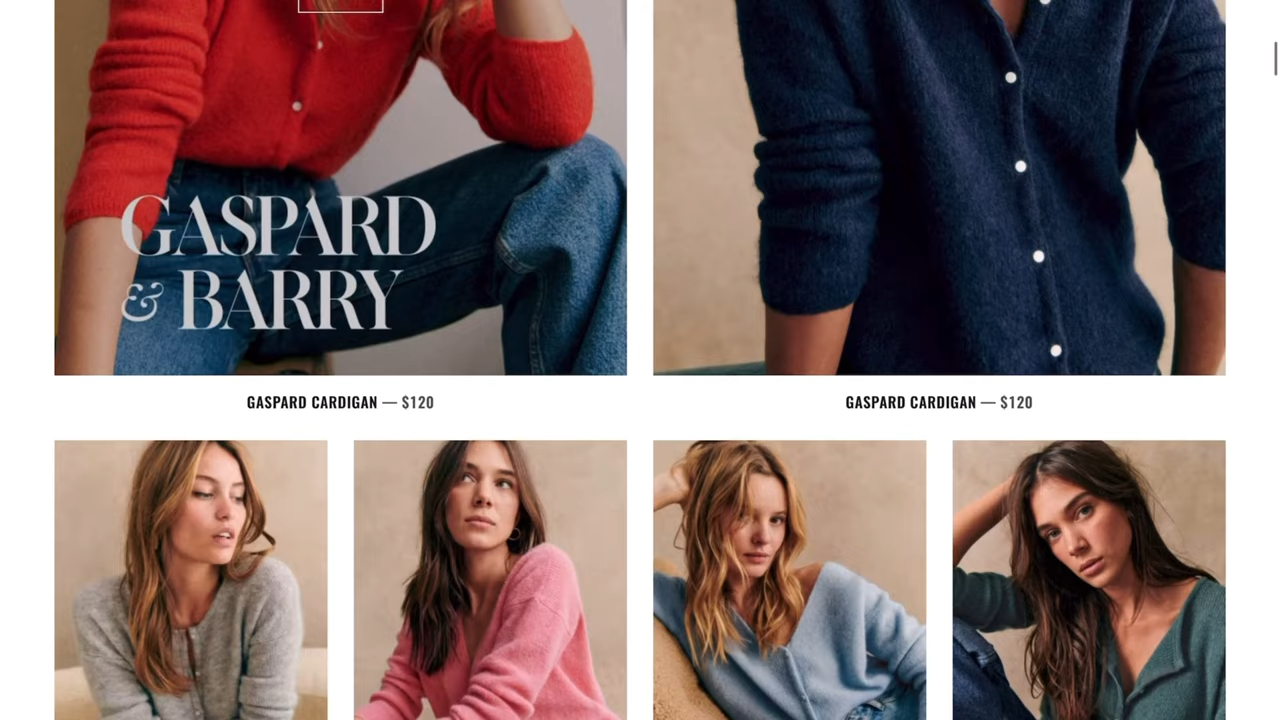 GASPARD
& BARRY
GASPARD CARDIGAN — $120
GASPARD CARDIGAN — $120